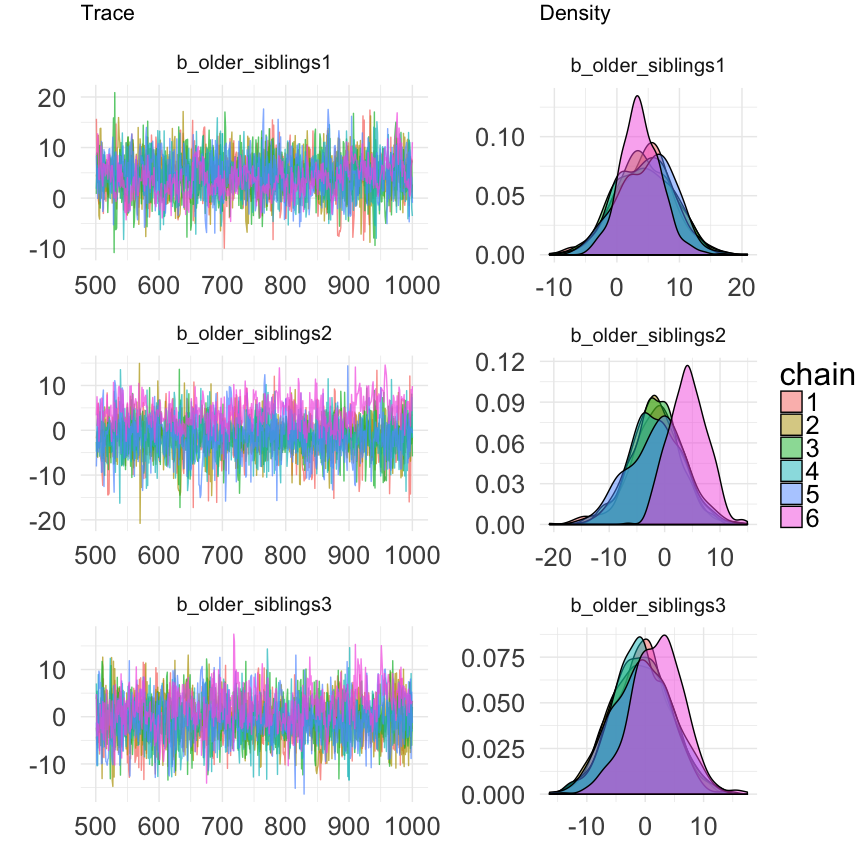 Trace Density
b_older_siblings1 b_older_siblings1
20
10
0
-10
500 600 700 800 900 1000
0.10
0.05
0.00
-10 0 10 20
b_older_siblings2 b_older_siblings2
10
0
-10
-20
500 600 700 800 900 1000
0.12
0.09
0.06
0.03
0.00
-20 -10 0 10
b_older_siblings3 b_older_siblings3
10
0
-10
500 600 700 800 900 1000
0.075
0.050
0.025
0.000
-10 0 10
chain
1
2
3
4
5
6